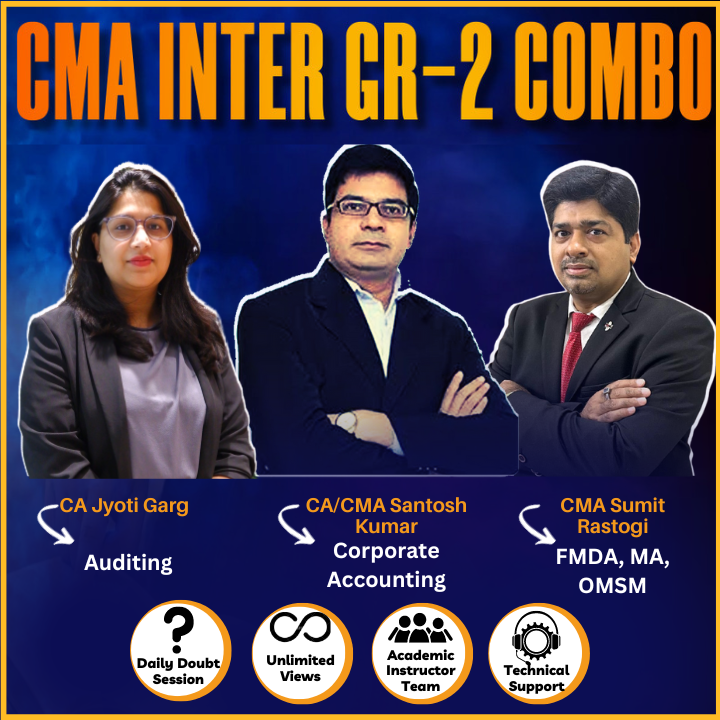 CMA INTER GR-2 COMBO
CA Jyoti Garg
Auditing
CA/CMA Santosh
Kumar
Corporate
Accounting
CMA Sumit
Rastogi
FMDA, MA,
OMSM
Daily Doubt
Session
Unlimited
Views
Academic
Instructor
Team
Technical
Support